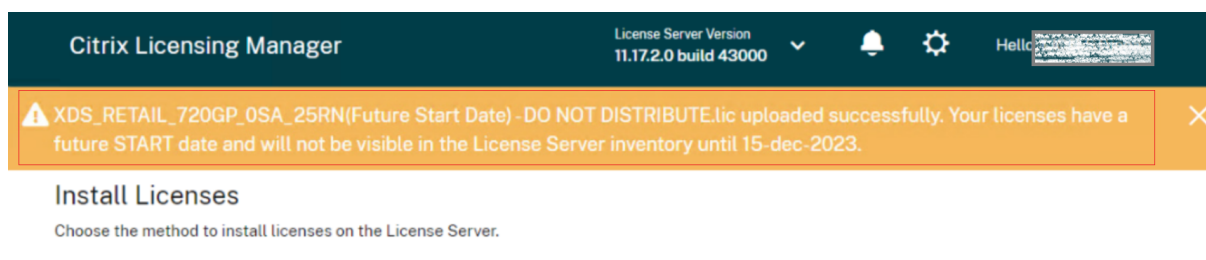 Citrix Licensing Manager
License Server Version
11.17.2.0 build 43000
Hello
XDS_RETAIL_720GP_0SA_25RN(Future Start Date) - DO NOT DISTRIBUTE.lic uploaded successfully. Your licenses have a
future START date and will not be visible in the License Server inventory until 15-dec-2023.
Install Licenses
Choose the method to install licenses on the License Server.